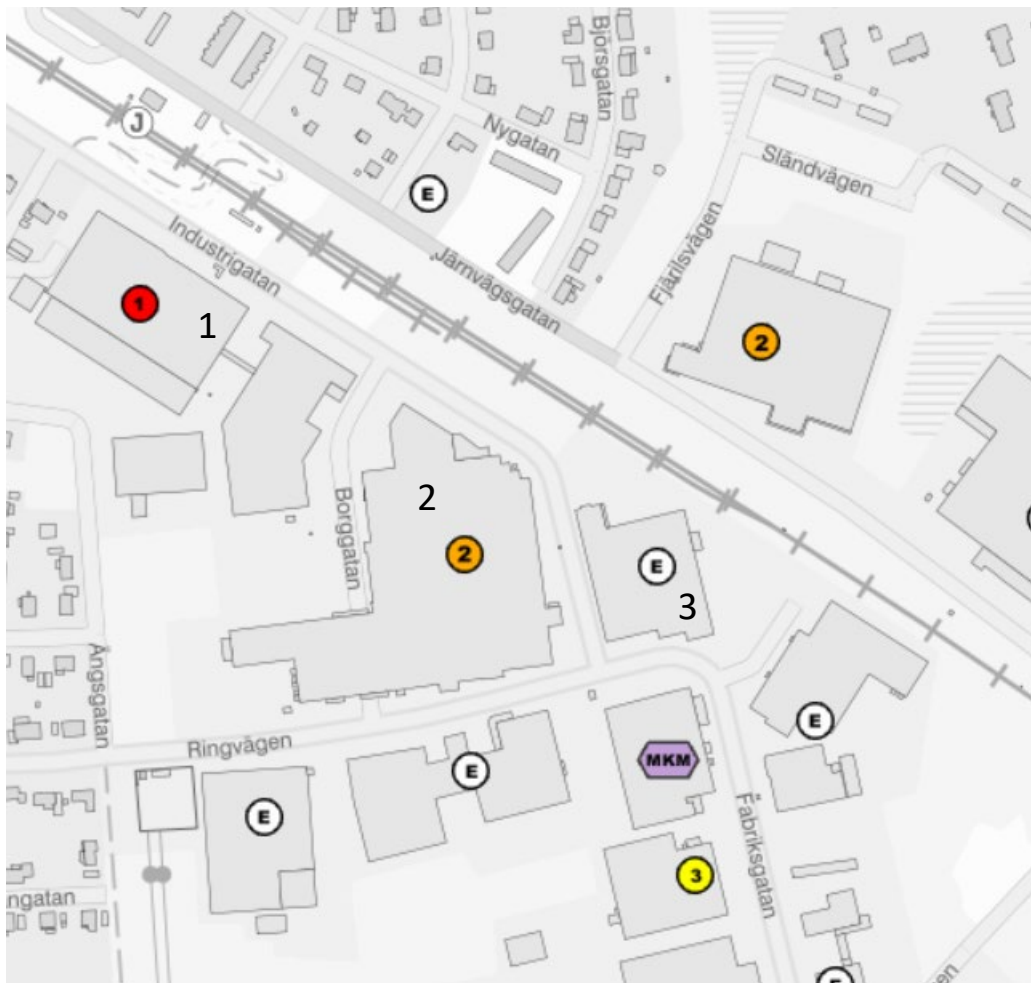 Björsgatan
J
Nygatan
Sländvägen
E
Industrigatan
Järnvägsgatan
Fjärilsvägen
1
1
2
2
2
Borggatan
E
3
Ängsgatan
E
Ringvägen
MKM
E
E
Fabriksgatan
3
ngatan
en